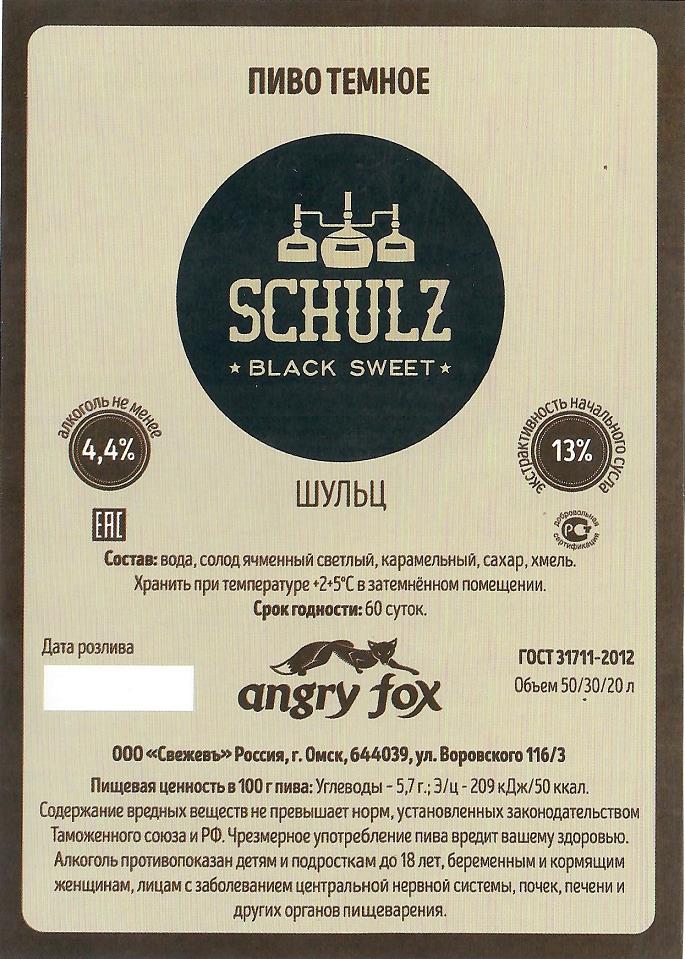 ПИВО ТЕМНОЕ
SCHULZ
★ BLACK SWEET ★
алкоголь не менее
4,4%
экстрактивность начального сусла
13%
ШУЛЬЦ
EAC
добровольная
РС
сертификация
Состав: вода, солод ячменный светлый, карамельный, сахар, хмель.
Хранить при температуре +2+5°С в затемнённом помещении.
Срок годности: 60 суток.
Дата розлива
angry fox
ГОСТ 31711-2012
Объем 50/30/20 л
ООО «Свежевъ» Россия, г. Омск, 644039, ул. Воровского 116/3
Пищевая ценность в 100 г пива: Углеводы - 5,7 г.; Э/ц - 209 кДж/50 ккал.
Содержание вредных веществ не превышает норм, установленных законодательством
Таможенного союза и РФ. Чрезмерное употребление пива вредит вашему здоровью.
Алкоголь противопоказан детям и подросткам до 18 лет, беременным и кормящим
женщинам, лицам с заболеванием центральной нервной системы, почек, печени и
других органов пищеварения.